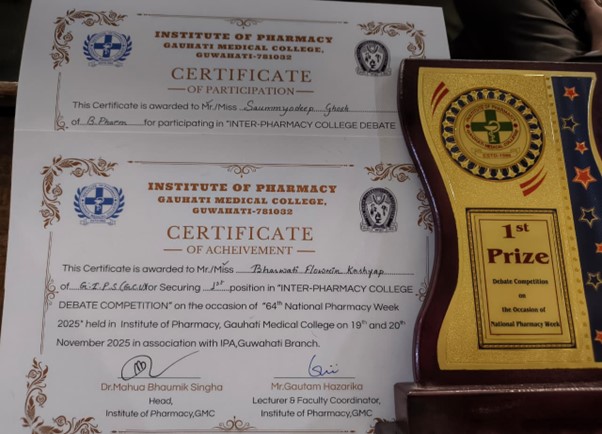 INSTITUTE OF PHARMACY
GAUHATI MEDICAL COLLEGE,
GUWAHATI-781032
CERTIFICATE
OF PARTICIPATION
This Certificate is awarded to Mr./Miss Saummyadeep Ghosh
of B. Pharm for participating in "INTER-PHARMACY COLLEGE DEBATE
INSTITUTE OF PHARMACY
GAUHATI MEDICAL COLLEGE,
GUWAHATI-781032
CERTIFICATE
OF ACHEIVEMENT
This Certificate is awarded to Mr./Miss Bharwati Flowrin Kashyap
of G.I.P.S (GCU) for Securing 1st position in "INTER-PHARMACY COLLEGE
DEBATE COMPETITION" on the occasion of "64th National Pharmacy Week
2025" held in Institute of Pharmacy, Gauhati Medical College on 19th and 20th
November 2025 in association with IPA,Guwahati Branch.
Dr.Mahua Bhaumik Singha
Head,
Institute of Pharmacy,GMC
Mr.Gautam Hazarika
Lecturer & Faculty Coordinator,
Institute of Pharmacy,GMC
1st
Prize
Debate Competition
on the Occasion of
National Pharmacy Week